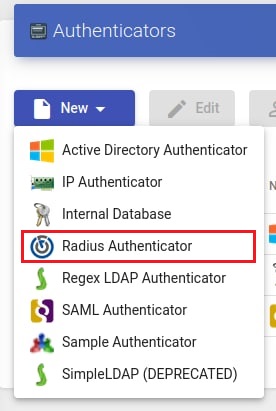 Authenticators
New
Edit
Active Directory Authenticator
IP Authenticator
Internal Database
Radius Authenticator
Regex LDAP Authenticator
SAML Authenticator
Sample Authenticator
SimpleLDAP (DEPRECATED)